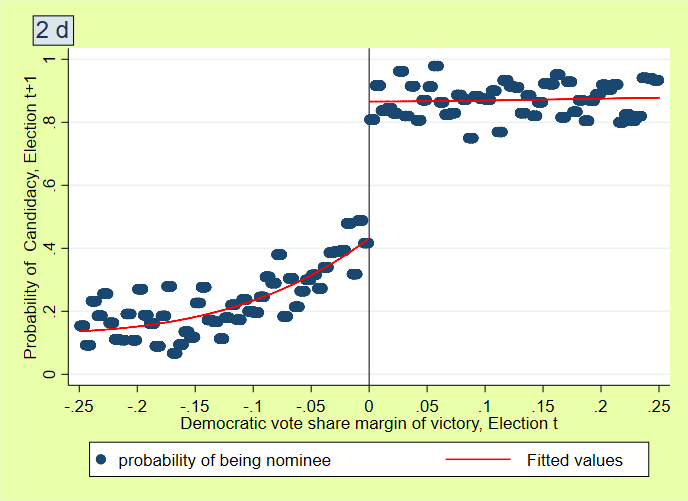 2 d
Probability of Candidacy, Election t+1
1
.8
.6
.4
.2
0
-.25 -.2 -.15 -.1 -.05 0 .05 .1 .15 .2 .25
Democratic vote share margin of victory, Election t
probability of being nominee Fitted values